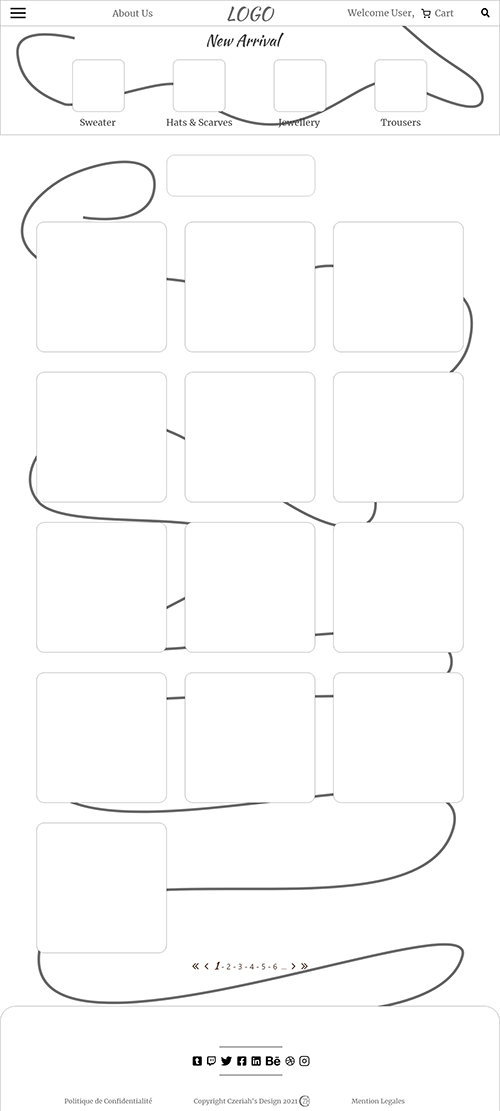 About Us
LOGO
Welcome User,
Cart
New Arrival
Sweater
Hats & Scarves
Jewellery
Trousers
« ‹ 1 - 2 - 3 - 4 - 5 - 6 ... › »
Politique de Confidentialité
Copyright Czeriah's Design 2021
Mention Legales